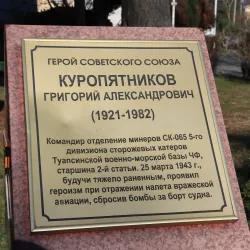 ГЕРОЙ СОВЕТСКОГО СОЮЗА
КУРОПЯТНИКОВ
ГРИГОРИЙ АЛЕКСАНДРОВИЧ
(1921-1982)
Командир отделение минеров СК-065 5-го
дивизиона сторожевых катеров
Туапсинской военно-морской базы ЧФ,
старшина 2-й статьи. 25 марта 1943 г.,
будучи тяжело раненным, проявил
героизм при отражении налета вражеской
авиации, сбросив бомбы за борт судна.